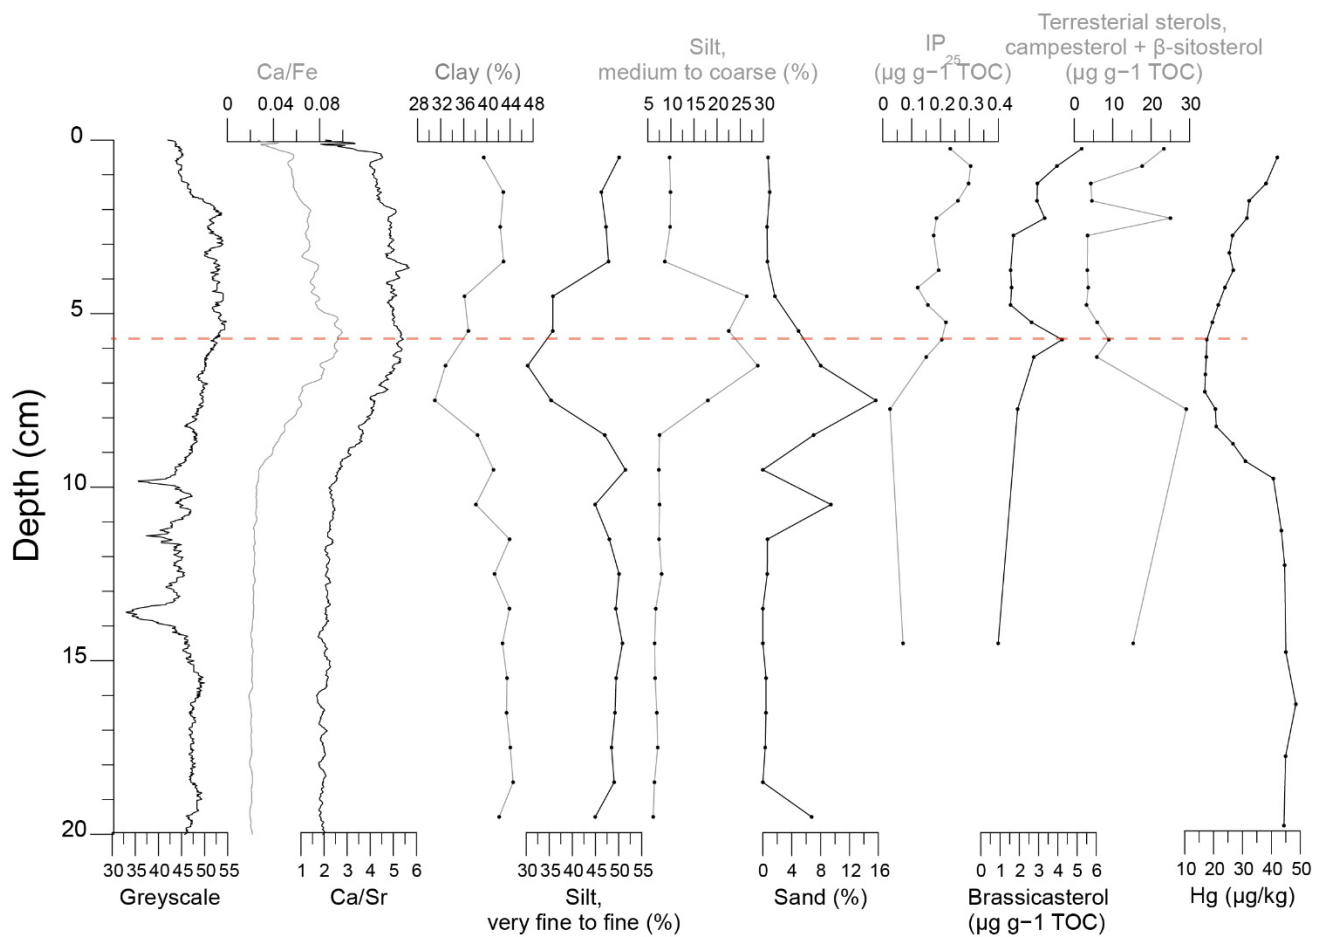 Terresterial sterols,
campesterol + β-sitosterol
(µg g−1 TOC)
IP25
(µg g−1 TOC)
Silt,
medium to coarse (%)
Ca/Fe
Clay (%)
0 0.04 0.08
28 32 36 40 44 48
5 10 15 20 25 30
0 0.1 0.2 0.3 0.4
0 10 20 30
0
5
10
15
20
Depth (cm)
30 35 40 45 50 55
Greyscale
1 2 3 4 5 6
Ca/Sr
30 35 40 45 50 55
Silt,
very fine to fine (%)
0 4 8 12 16
Sand (%)
0 1 2 3 4 5 6
Brassicasterol
(µg g−1 TOC)
10 20 30 40 50
Hg (µg/kg)